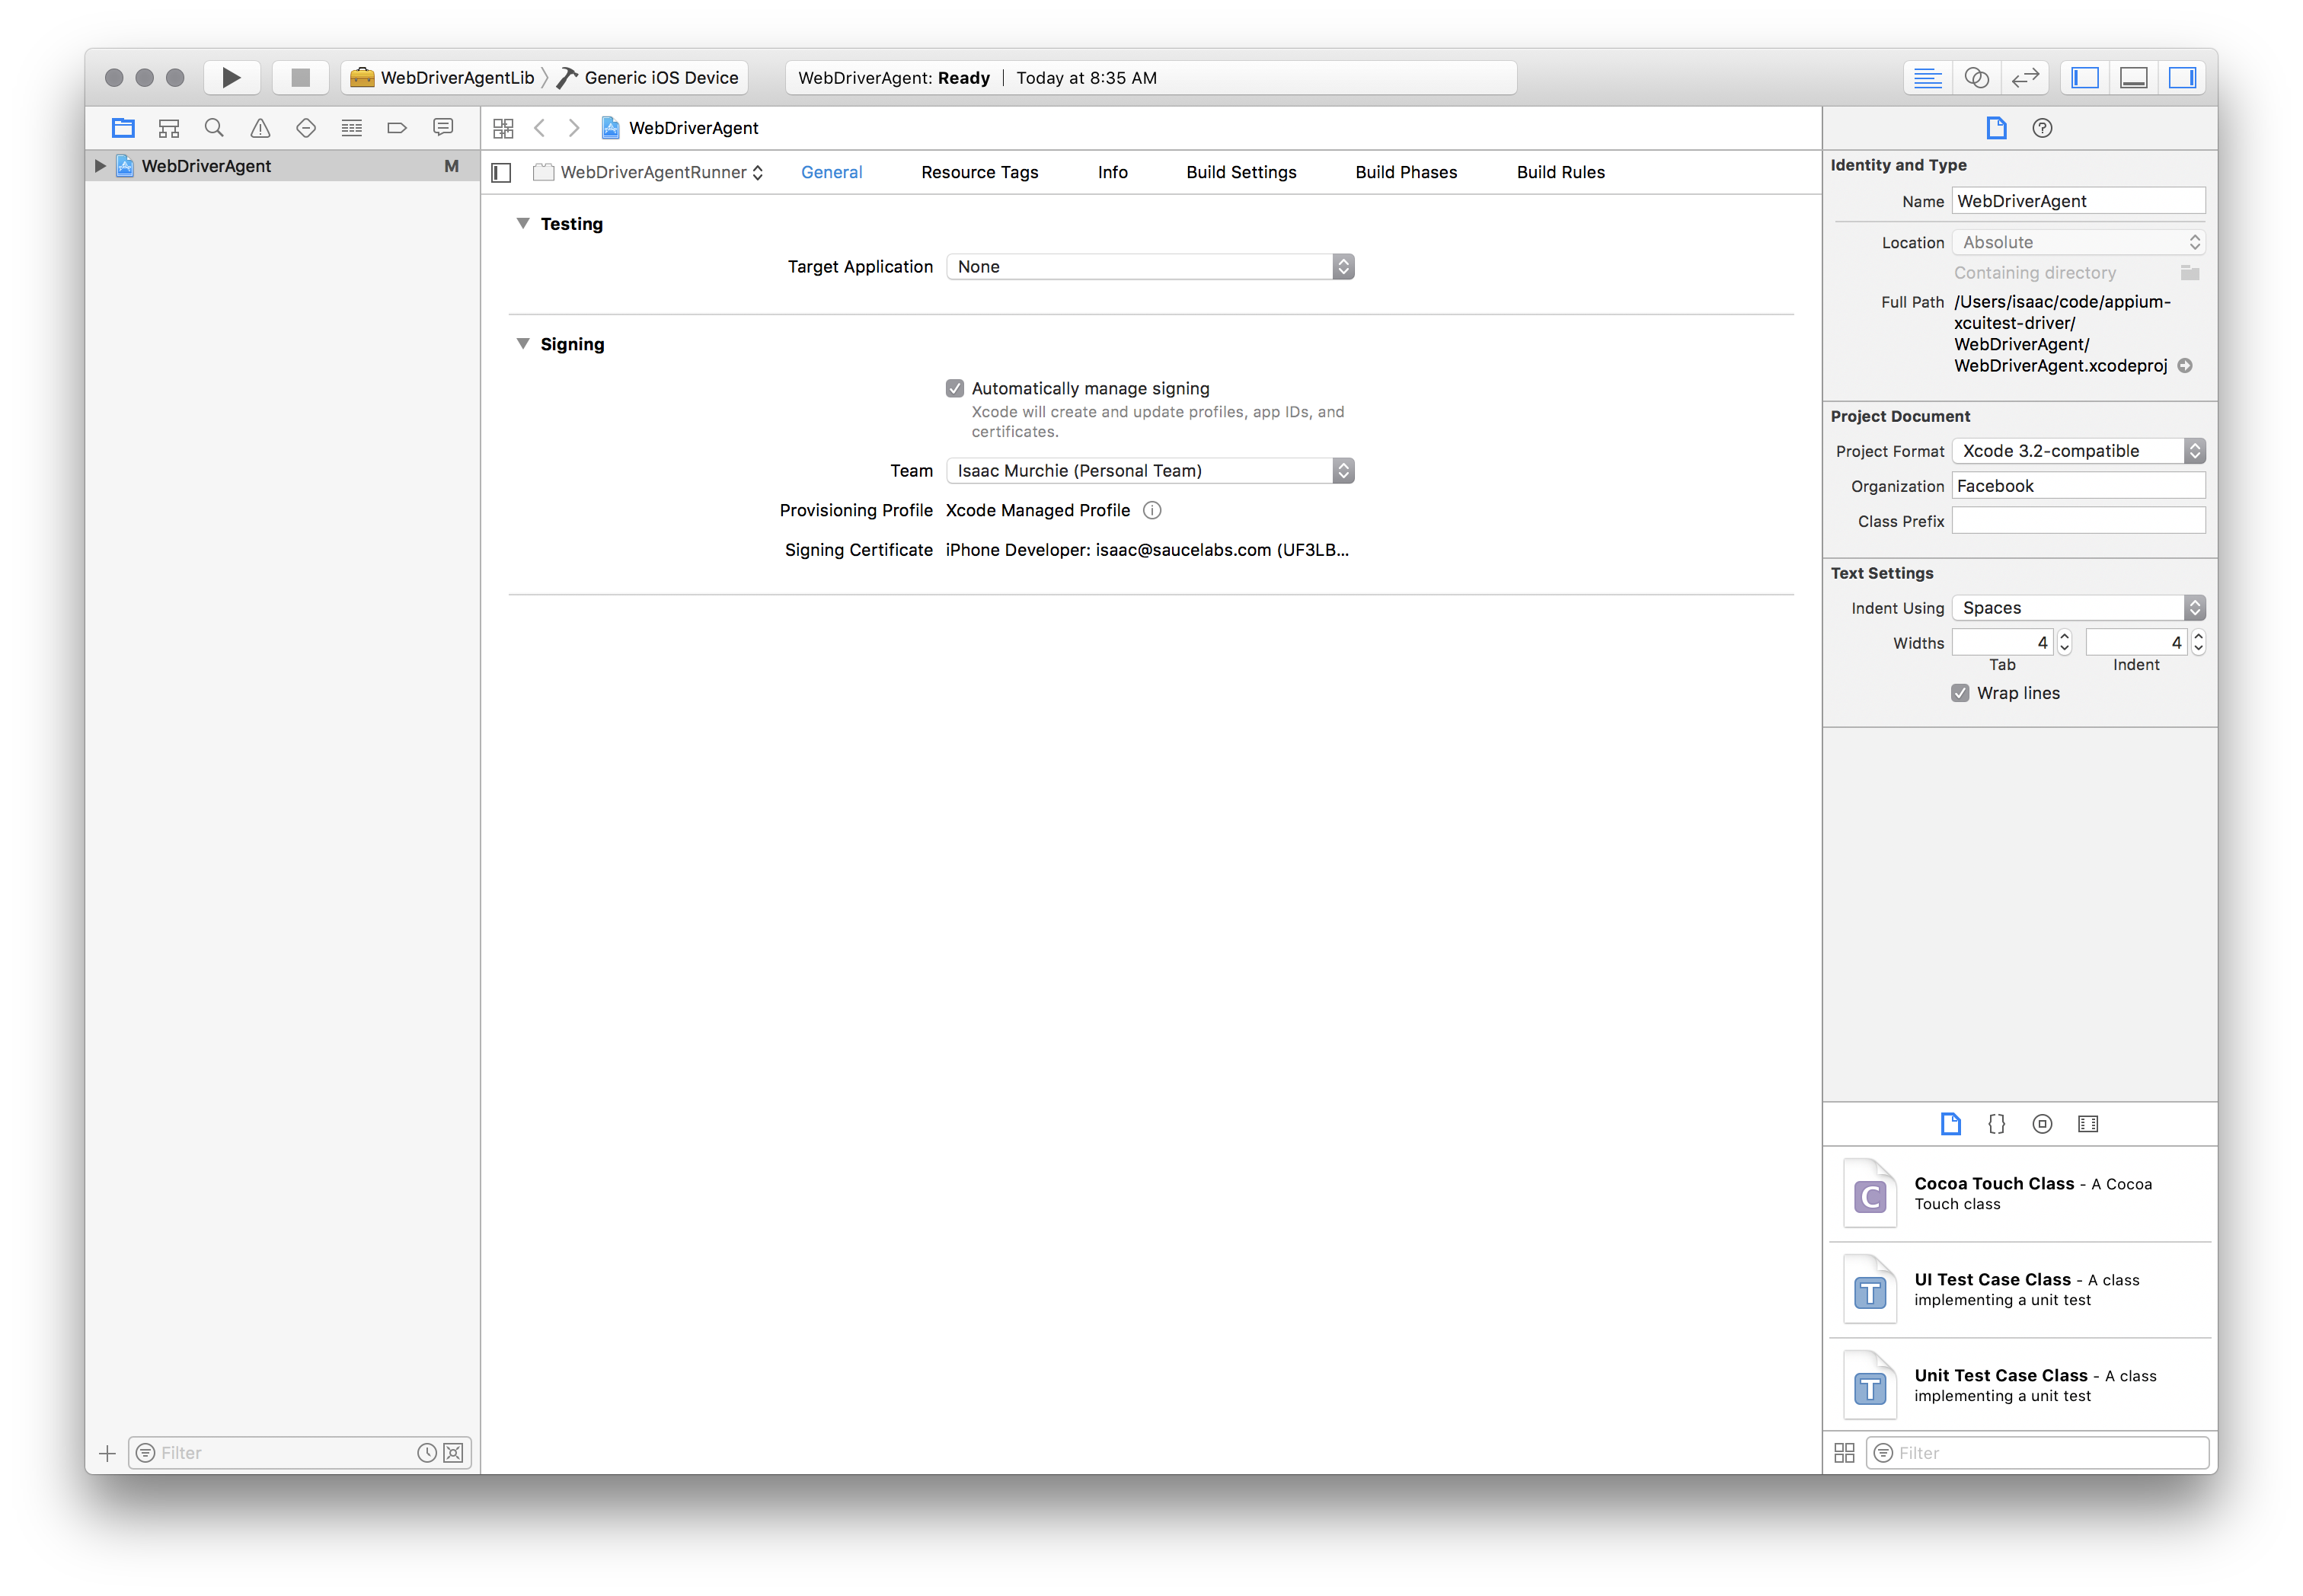 WebDriverAgentLib Generic iOS Device
WebDriverAgent: Ready Today at 8:35 AM
WebDriverAgent M
WebDriverAgent
WebDriverAgentRunner General Resource Tags Info Build Settings Build Phases Build Rules
Testing
Target Application None
Signing
Automatically manage signing
Xcode will create and update profiles, app IDs, and
certificates.
Team Isaac Murchie (Personal Team)
Provisioning Profile Xcode Managed Profile
Signing Certificate iPhone Developer: isaac@saucelabs.com (UF3LB...
Filter
Identity and Type
Name WebDriverAgent
Location Absolute
Containing directory
Full Path /Users/isaac/code/appium-
xcuitest-driver/
WebDriverAgent/
WebDriverAgent.xcodeproj
Project Document
Project Format Xcode 3.2-compatible
Organization Facebook
Class Prefix
Text Settings
Indent Using Spaces
Widths 4 4
Tab Indent
Wrap lines
C
Cocoa Touch Class - A Cocoa
Touch class
T
UI Test Case Class - A class
implementing a unit test
T
Unit Test Case Class - A class
implementing a unit test
Filter